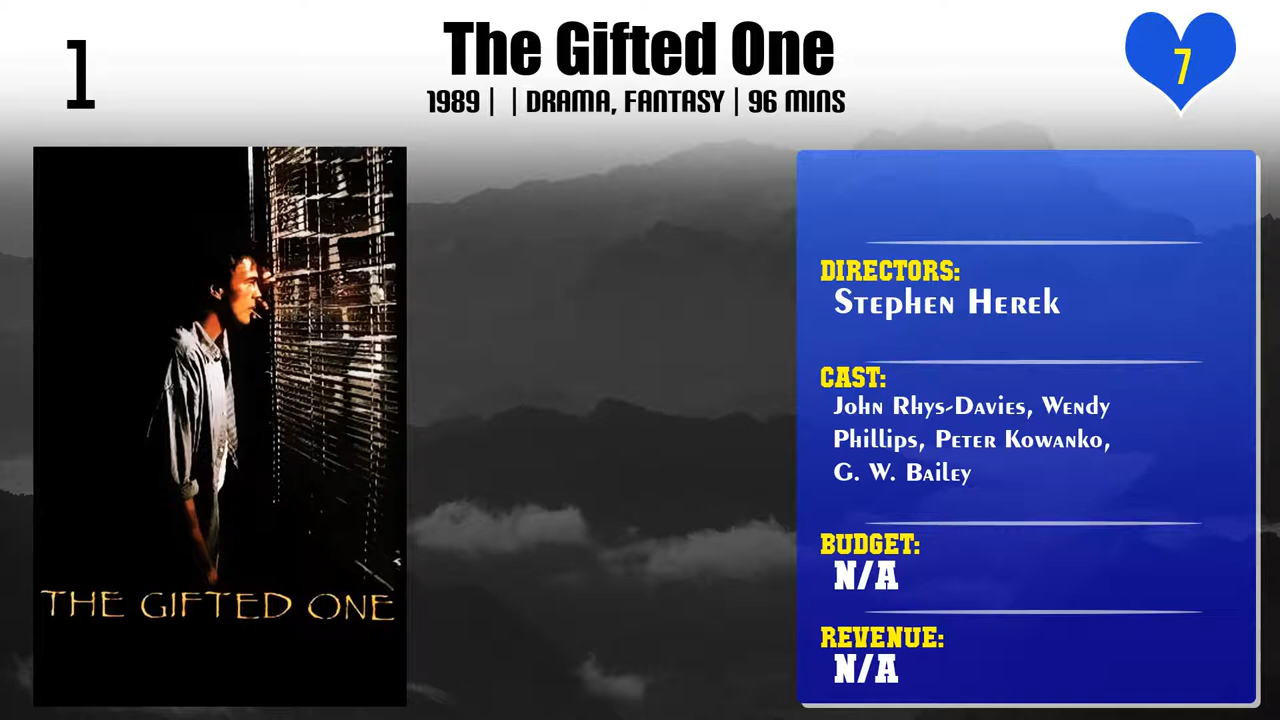 1
The Gifted One
7
1989 | | DRAMA, FANTASY | 96 MINS
THE GIFTED ONE
DIRECTORS:
Stephen Herek
CAST:
John Rhys-Davies, Wendy
Phillips, Peter Kowanko,
G. W. Bailey
BUDGET:
N/A
REVENUE:
N/A